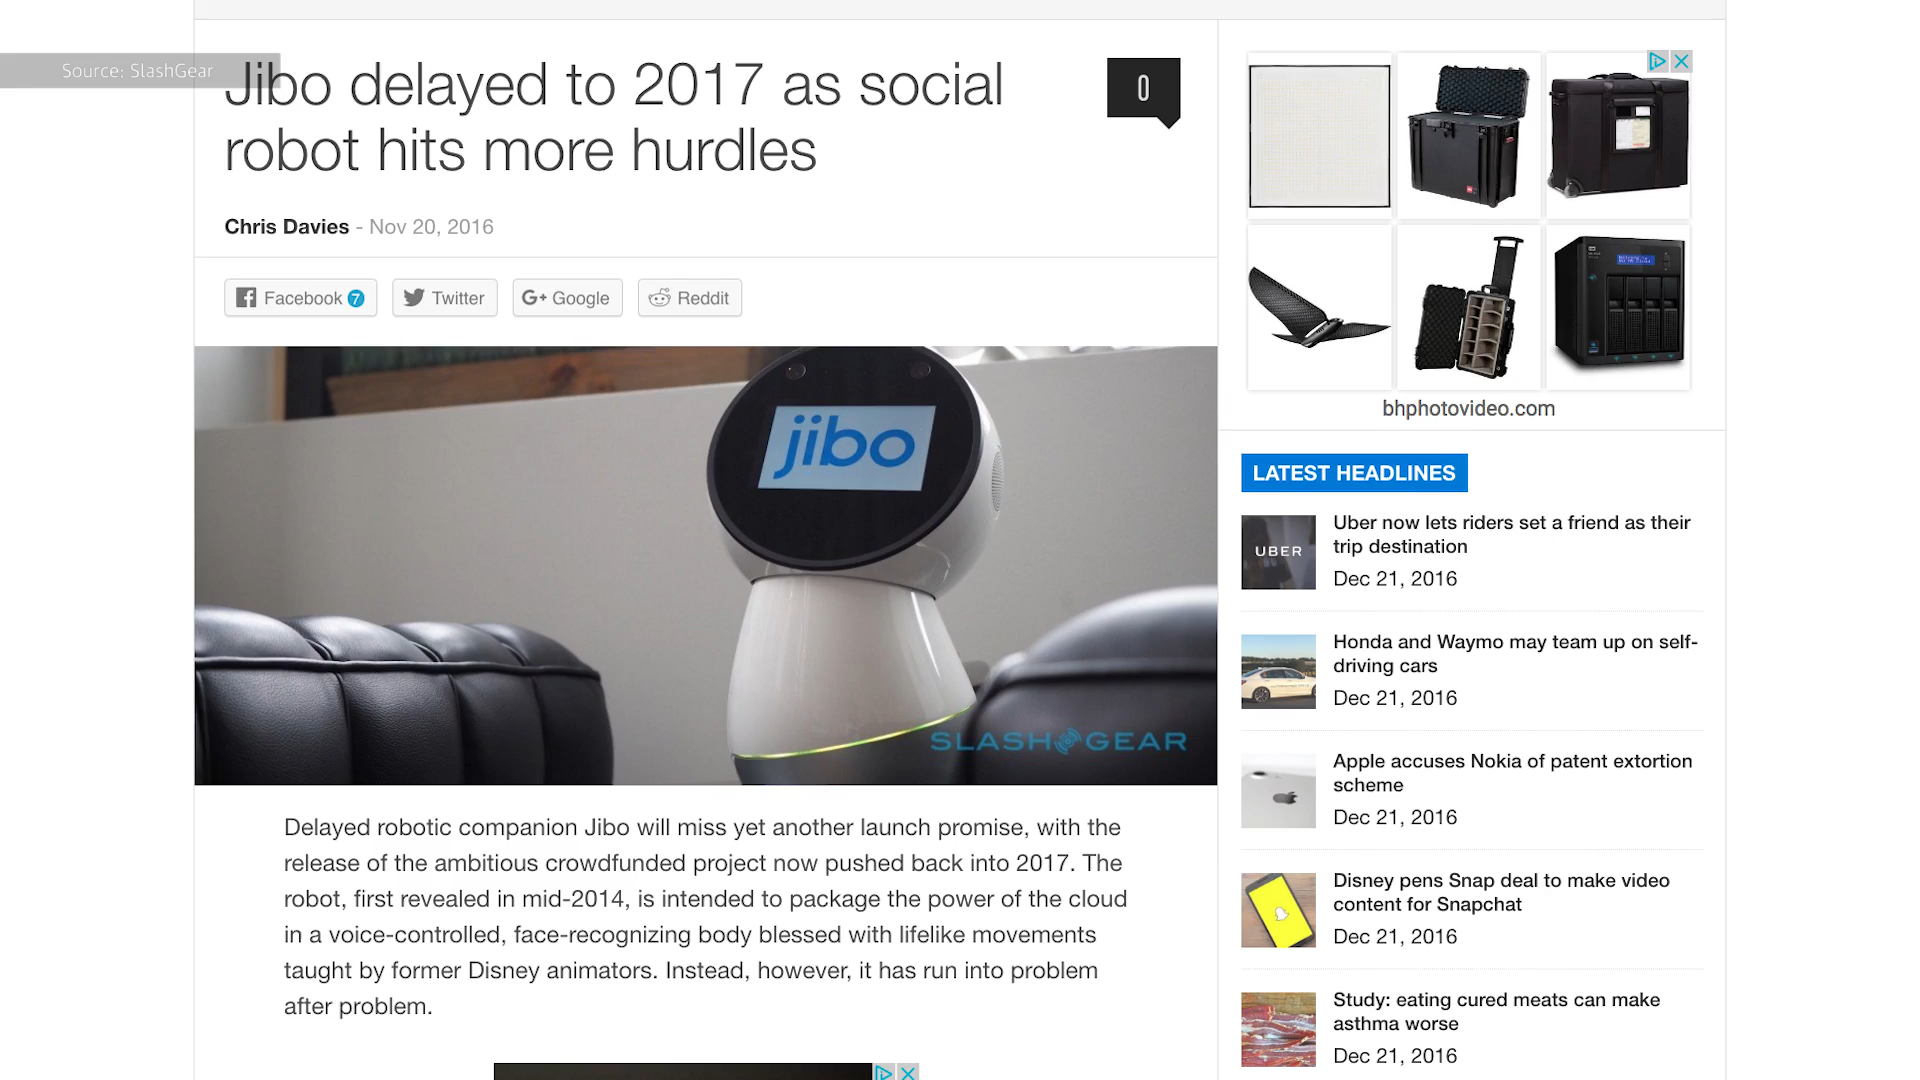 Source: SlashGear
Jibo delayed to 2017 as social
robot hits more hurdles
0
Chris Davies - Nov 20, 2016
Facebook 7
Twitter
G+ Google
Reddit
jibo
SLASHGEAR
Delayed robotic companion Jibo will miss yet another launch promise, with the
release of the ambitious crowdfunded project now pushed back into 2017. The
robot, first revealed in mid-2014, is intended to package the power of the cloud
in a voice-controlled, face-recognizing body blessed with lifelike movements
taught by former Disney animators. Instead, however, it has run into problem
after problem.
bhphotovideo.com
LATEST HEADLINES
UBER
Uber now lets riders set a friend as their
trip destination
Dec 21, 2016
Honda and Waymo may team up on self-
driving cars
Dec 21, 2016
Apple accuses Nokia of patent extortion
scheme
Dec 21, 2016
Disney pens Snap deal to make video
content for Snapchat
Dec 21, 2016
Study: eating cured meats can make
asthma worse
Dec 21, 2016